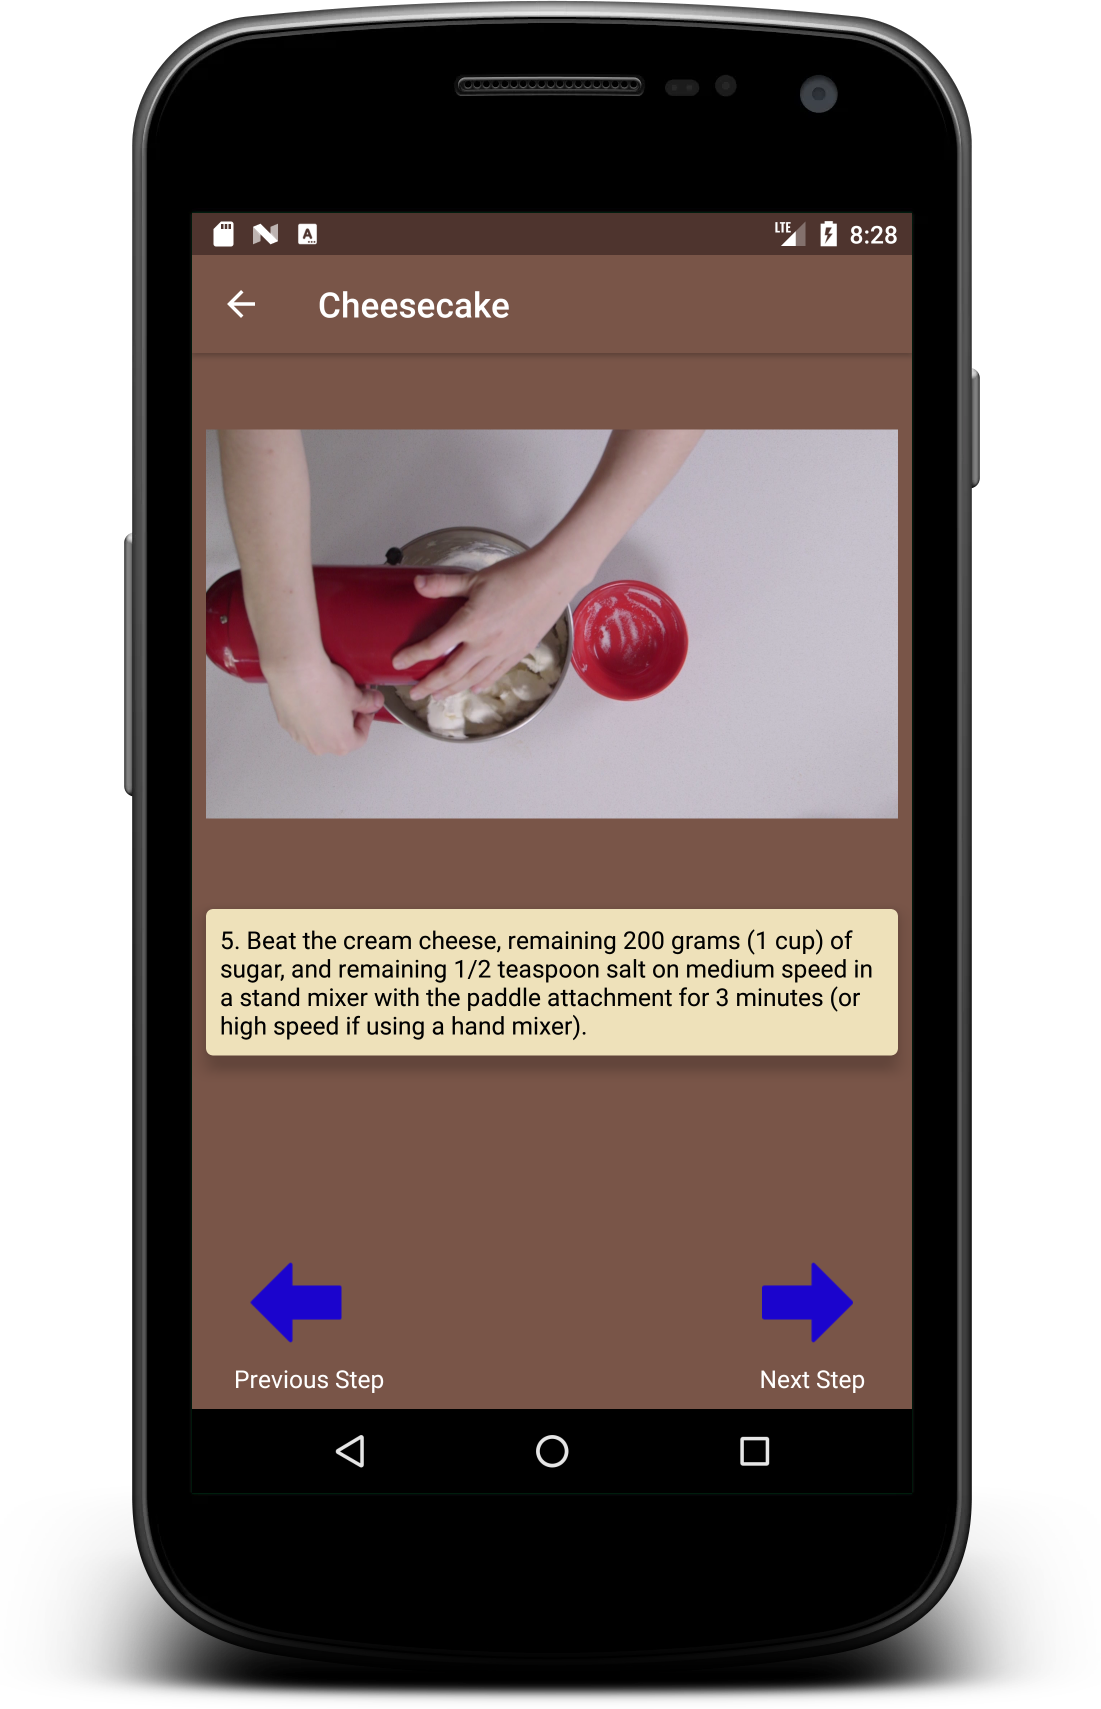 LTE 8:28
Cheesecake
5. Beat the cream cheese, remaining 200 grams (1 cup) of
sugar, and remaining 1/2 teaspoon salt on medium speed in
a stand mixer with the paddle attachment for 3 minutes (or
high speed if using a hand mixer).
Previous Step Next Step